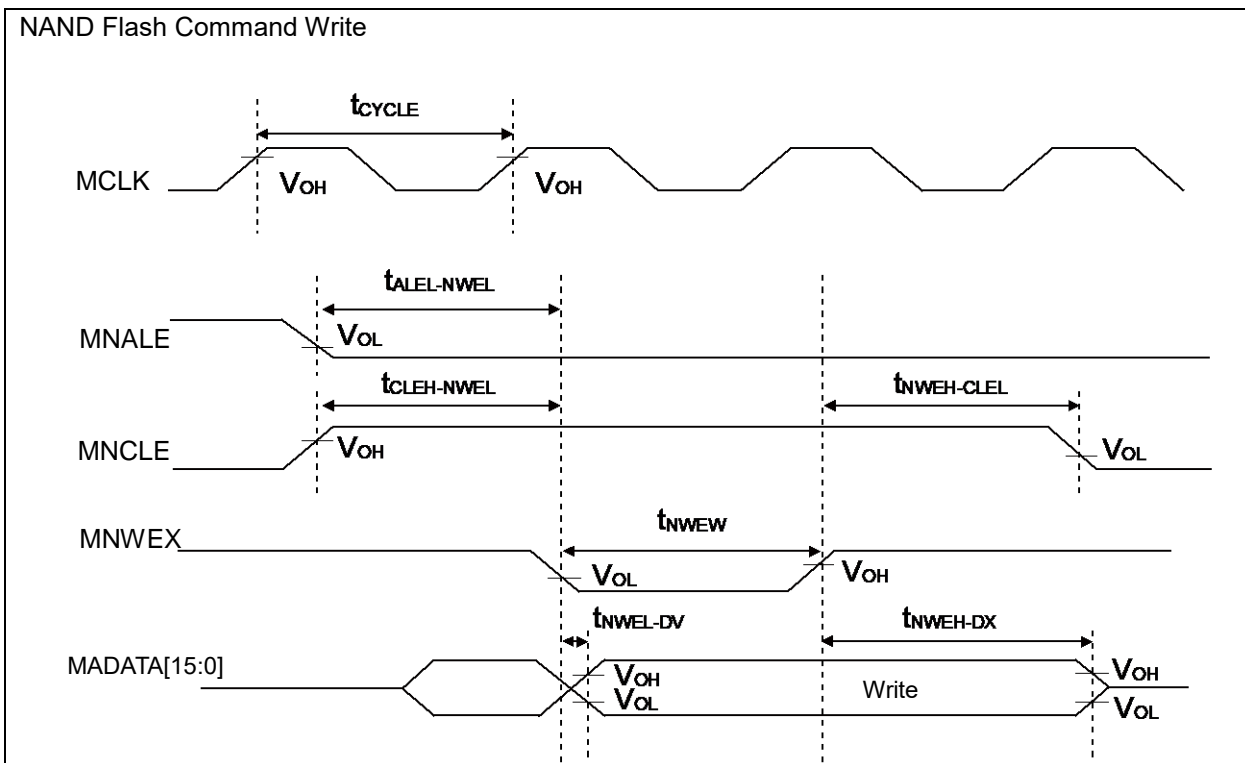 NAND Flash Command Write
tCYCLE
MCLK
VOH
VOH
tALEL-NWEL
MNALE
VOL
tCLEH-NWEL
tNWEH-CLEL
MNCLE
VOH
VOL
MNWEX
tNWEW
VOL
VOH
tNWEL-DV
tNWEH-DX
MADATA[15:0]
VOH
VOL
Write
VOH
VOL